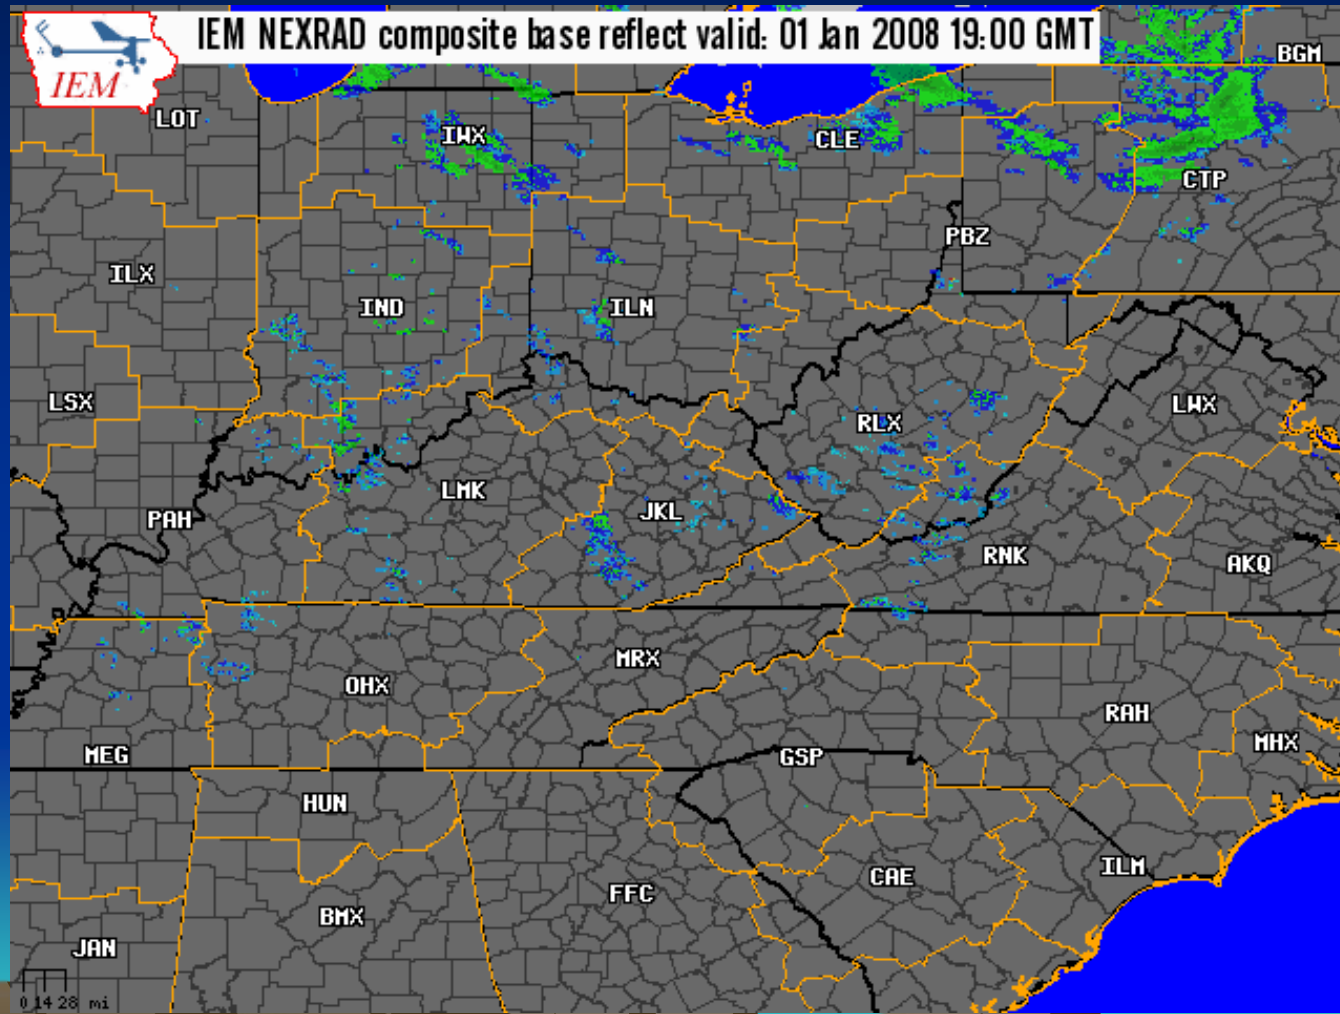 IEM NEXRAD composite base reflect valid: 01 Jan 2008 19:00 GMT
IEM
BGM
LOT
IWX
CLE
CTP
PBZ
ILX
IND
ILN
LSX
RLX
LWX
LMK
JKL
PAH
RNK
AKQ
MRX
OHX
RAH
MEG
GSP
MHX
HUN
ILM
CAE
FFC
BMX
JAN
0 14 28 mi